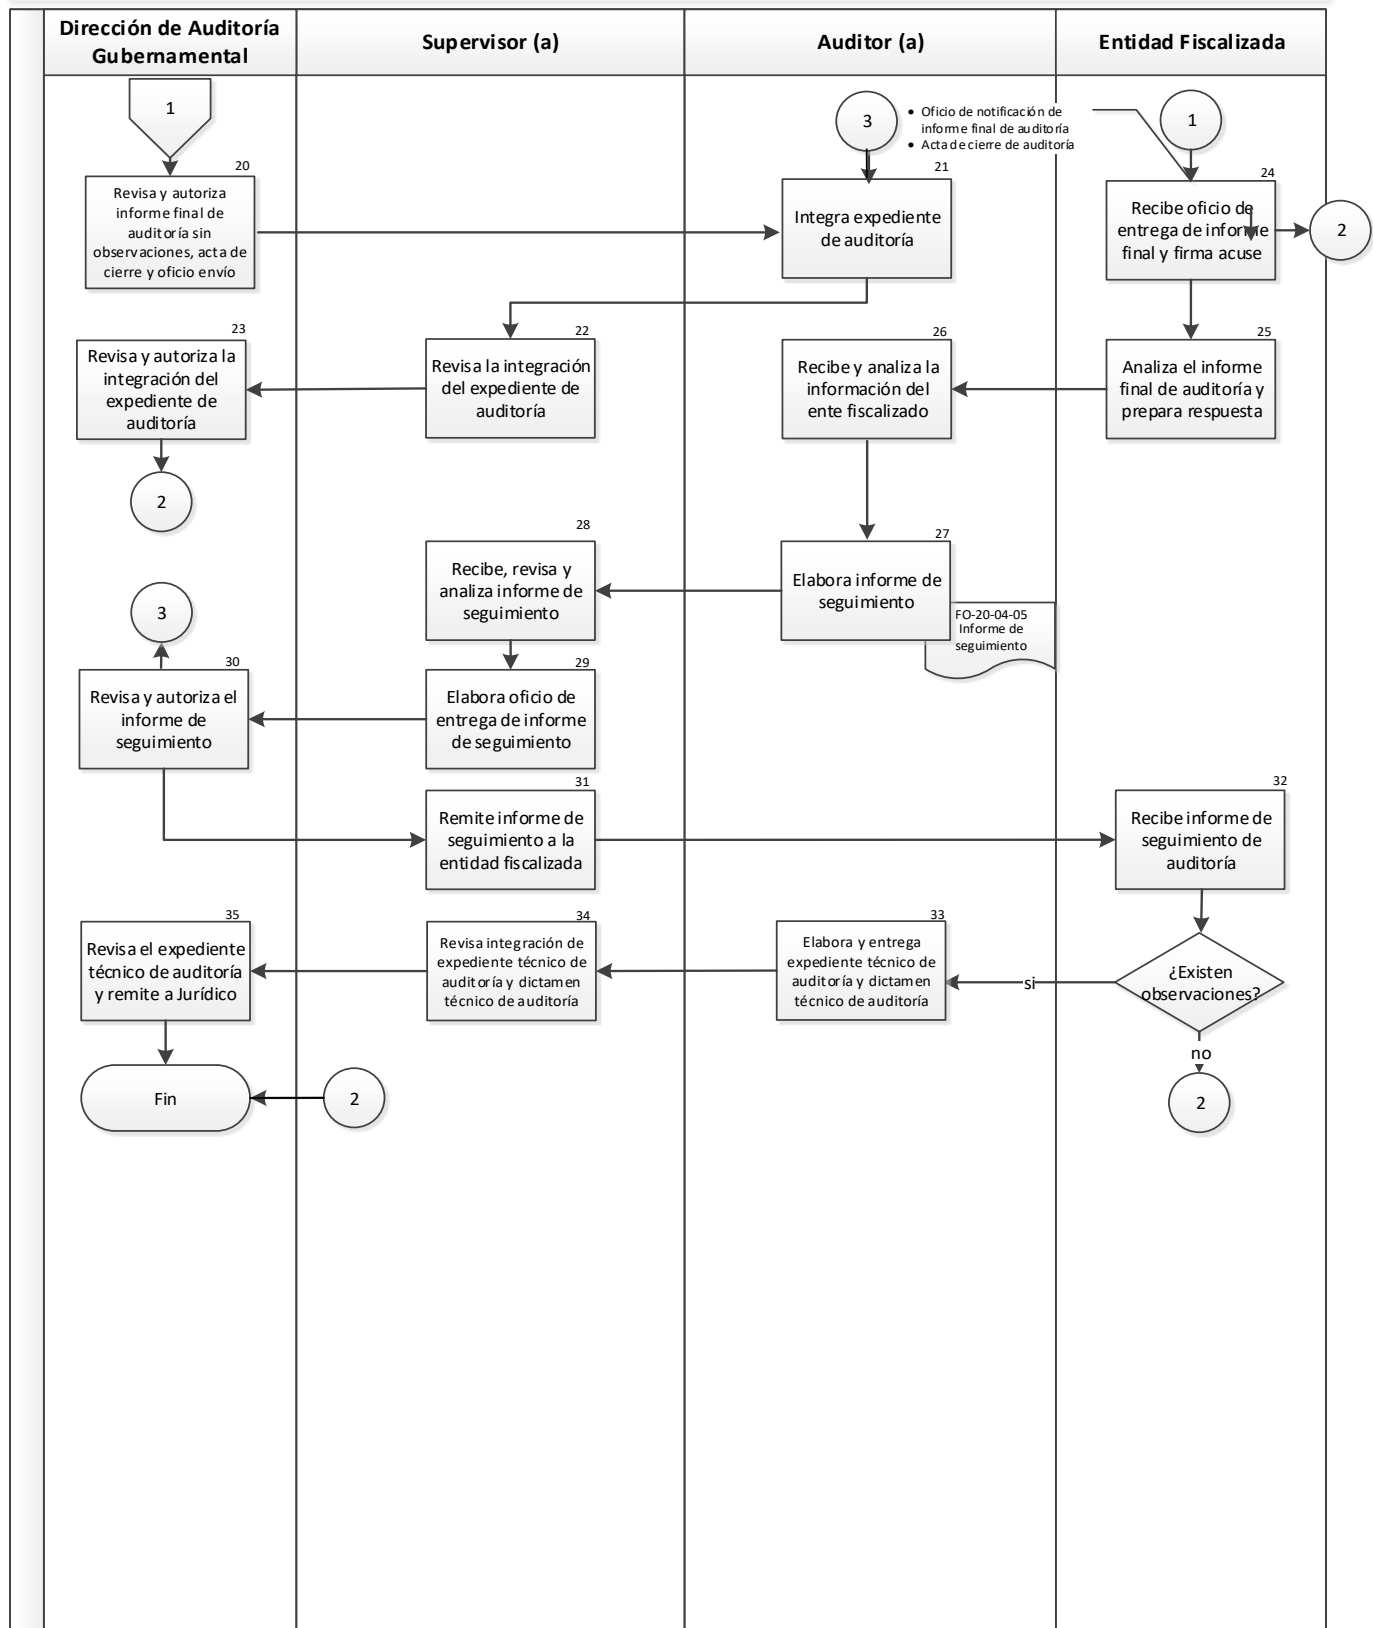 Dirección de Auditoría
Gubernamental
Supervisor (a)
Auditor (a)
Entidad Fiscalizada
1
3
• Oficio de notificación de
informe final de auditoría
• Acta de cierre de auditoría
1
20
Revisa y autoriza
informe final de
auditoría sin
observaciones, acta de
cierre y oficio envío
21
Integra expediente
de auditoría
24
Recibe oficio de
entrega de informe
final y firma acuse
2
23
Revisa y autoriza la
integración del
expediente de
auditoría
22
Revisa la integración
del expediente de
auditoría
26
Recibe y analiza la
información del
ente fiscalizado
25
Analiza el informe
final de auditoría y
prepara respuesta
2
28
Recibe, revisa y
analiza informe de
seguimiento
27
Elabora informe de
seguimiento
FO-20-04-05
Informe de
seguimiento
3
30
Revisa y autoriza el
informe de
seguimiento
29
Elabora oficio de
entrega de informe
de seguimiento
31
Remite informe de
seguimiento a la
entidad fiscalizada
32
Recibe informe de
seguimiento de
auditoría
35
Revisa el expediente
técnico de auditoría
y remite a Jurídico
34
Revisa integración de
expediente técnico de
auditoría y dictamen
técnico de auditoría
33
Elabora y entrega
expediente técnico de
auditoría y dictamen
técnico de auditoría
si
¿Existen
observaciones?
no
Fin
2
2